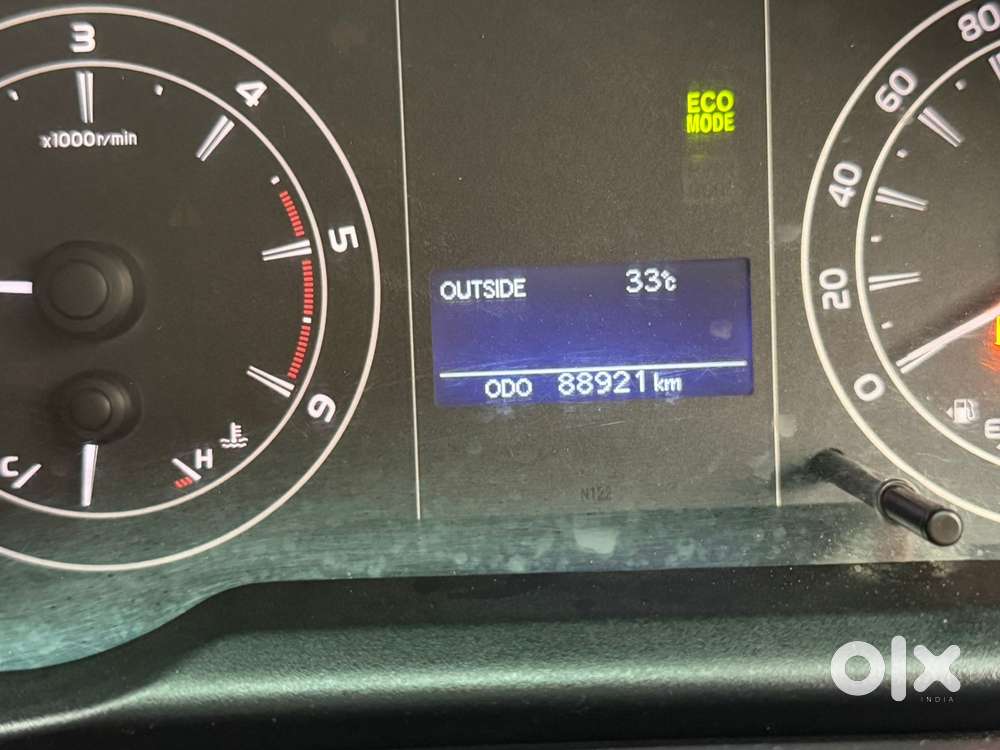 3
4
x1000r/min
5
6
C
H
ECO
MODE
OUTSIDE 33°C
ODO 88921 km
N122
80
60
40
20
0
E
olx
INDIA